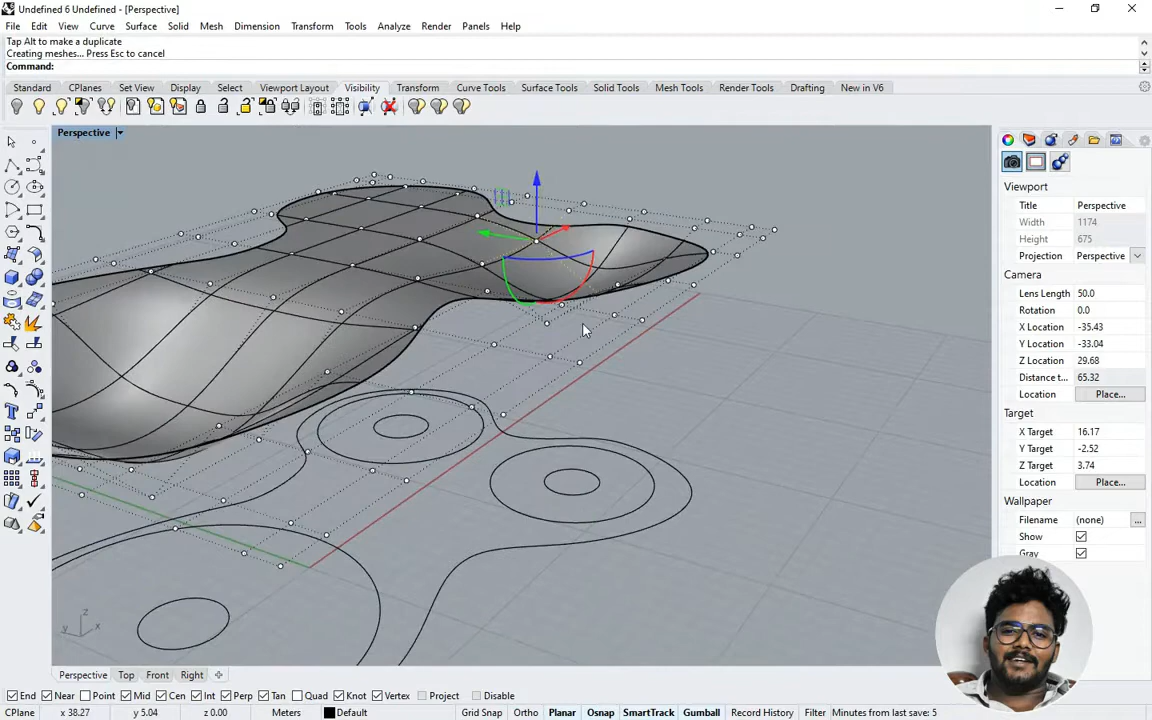 Undefined 6 Undefined - [Perspective]
File Edit View Curve Surface Solid Mesh Dimension Transform Tools Analyze Render Panels Help
Tap Alt to make a duplicate
Creating meshes... Press Esc to cancel
Command:
Standard CPlanes Set View Display Select Viewport Layout Visibility Transform Curve Tools Surface Tools Solid Tools Mesh Tools Render Tools Drafting New in V6
Perspective
Viewport
Title Perspective
Width 1174
Height 675
Projection Perspective
Camera
Lens Length 50.0
Rotation 0.0
X Location -35.43
Y Location -33.04
Z Location 29.68
Distance t... 65.32
Location Place...
Target
X Target 16.17
Y Target -2.52
Z Target 3.74
Location Place...
Wallpaper
Filename (none) ...
Show
Gray
z
y x
Perspective Top Front Right
End Near Point Mid Cen Int Perp Tan Quad Knot Vertex Project Disable
CPlane x 38.27 y 5.04 z 0.00 Meters Default Grid Snap Ortho Planar Osnap SmartTrack Gumball Record History Filter Minutes from last save: 5